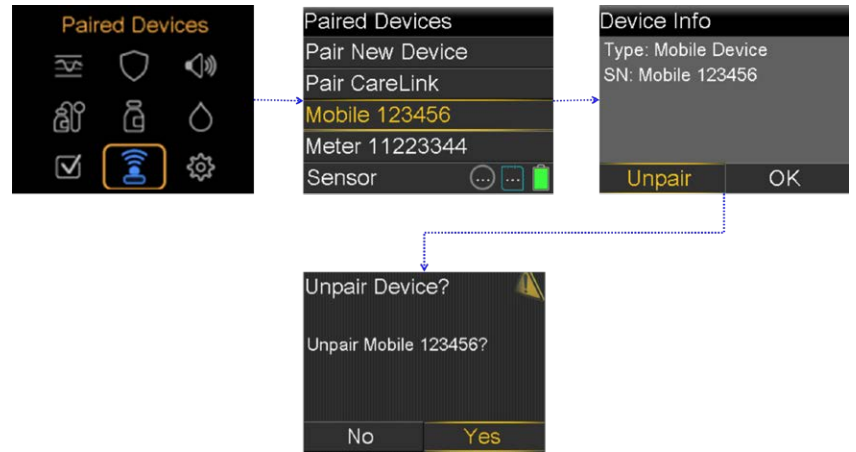 Paired Devices
Paired Devices
Pair New Device
Pair CareLink
Mobile 123456
Meter 11223344
Sensor
Device Info
Type: Mobile Device
SN: Mobile 123456
Unpair OK
Unpair Device?
Unpair Mobile 123456?
No Yes